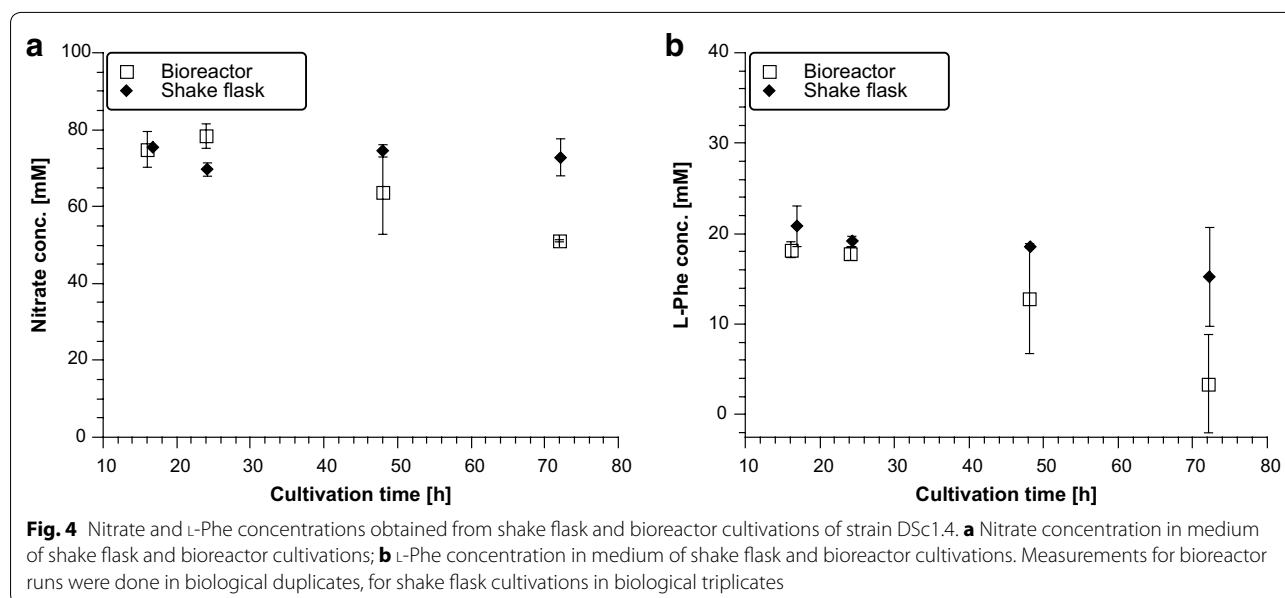 a
Nitrate conc. [mM]
100
80
60
40
20
0
Bioreactor
Shake flask
10 20 30 40 50 60 70 80
Cultivation time [h]
b
L-Phe conc. [mM]
40
30
20
10
0
Bioreactor
Shake flask
10 20 30 40 50 60 70 80
Cultivation time [h]
Fig. 4 Nitrate and L-Phe concentrations obtained from shake flask and bioreactor cultivations of strain DSc1.4. a Nitrate concentration in medium
of shake flask and bioreactor cultivations; b L-Phe concentration in medium of shake flask and bioreactor cultivations. Measurements for bioreactor
runs were done in biological duplicates, for shake flask cultivations in biological triplicates